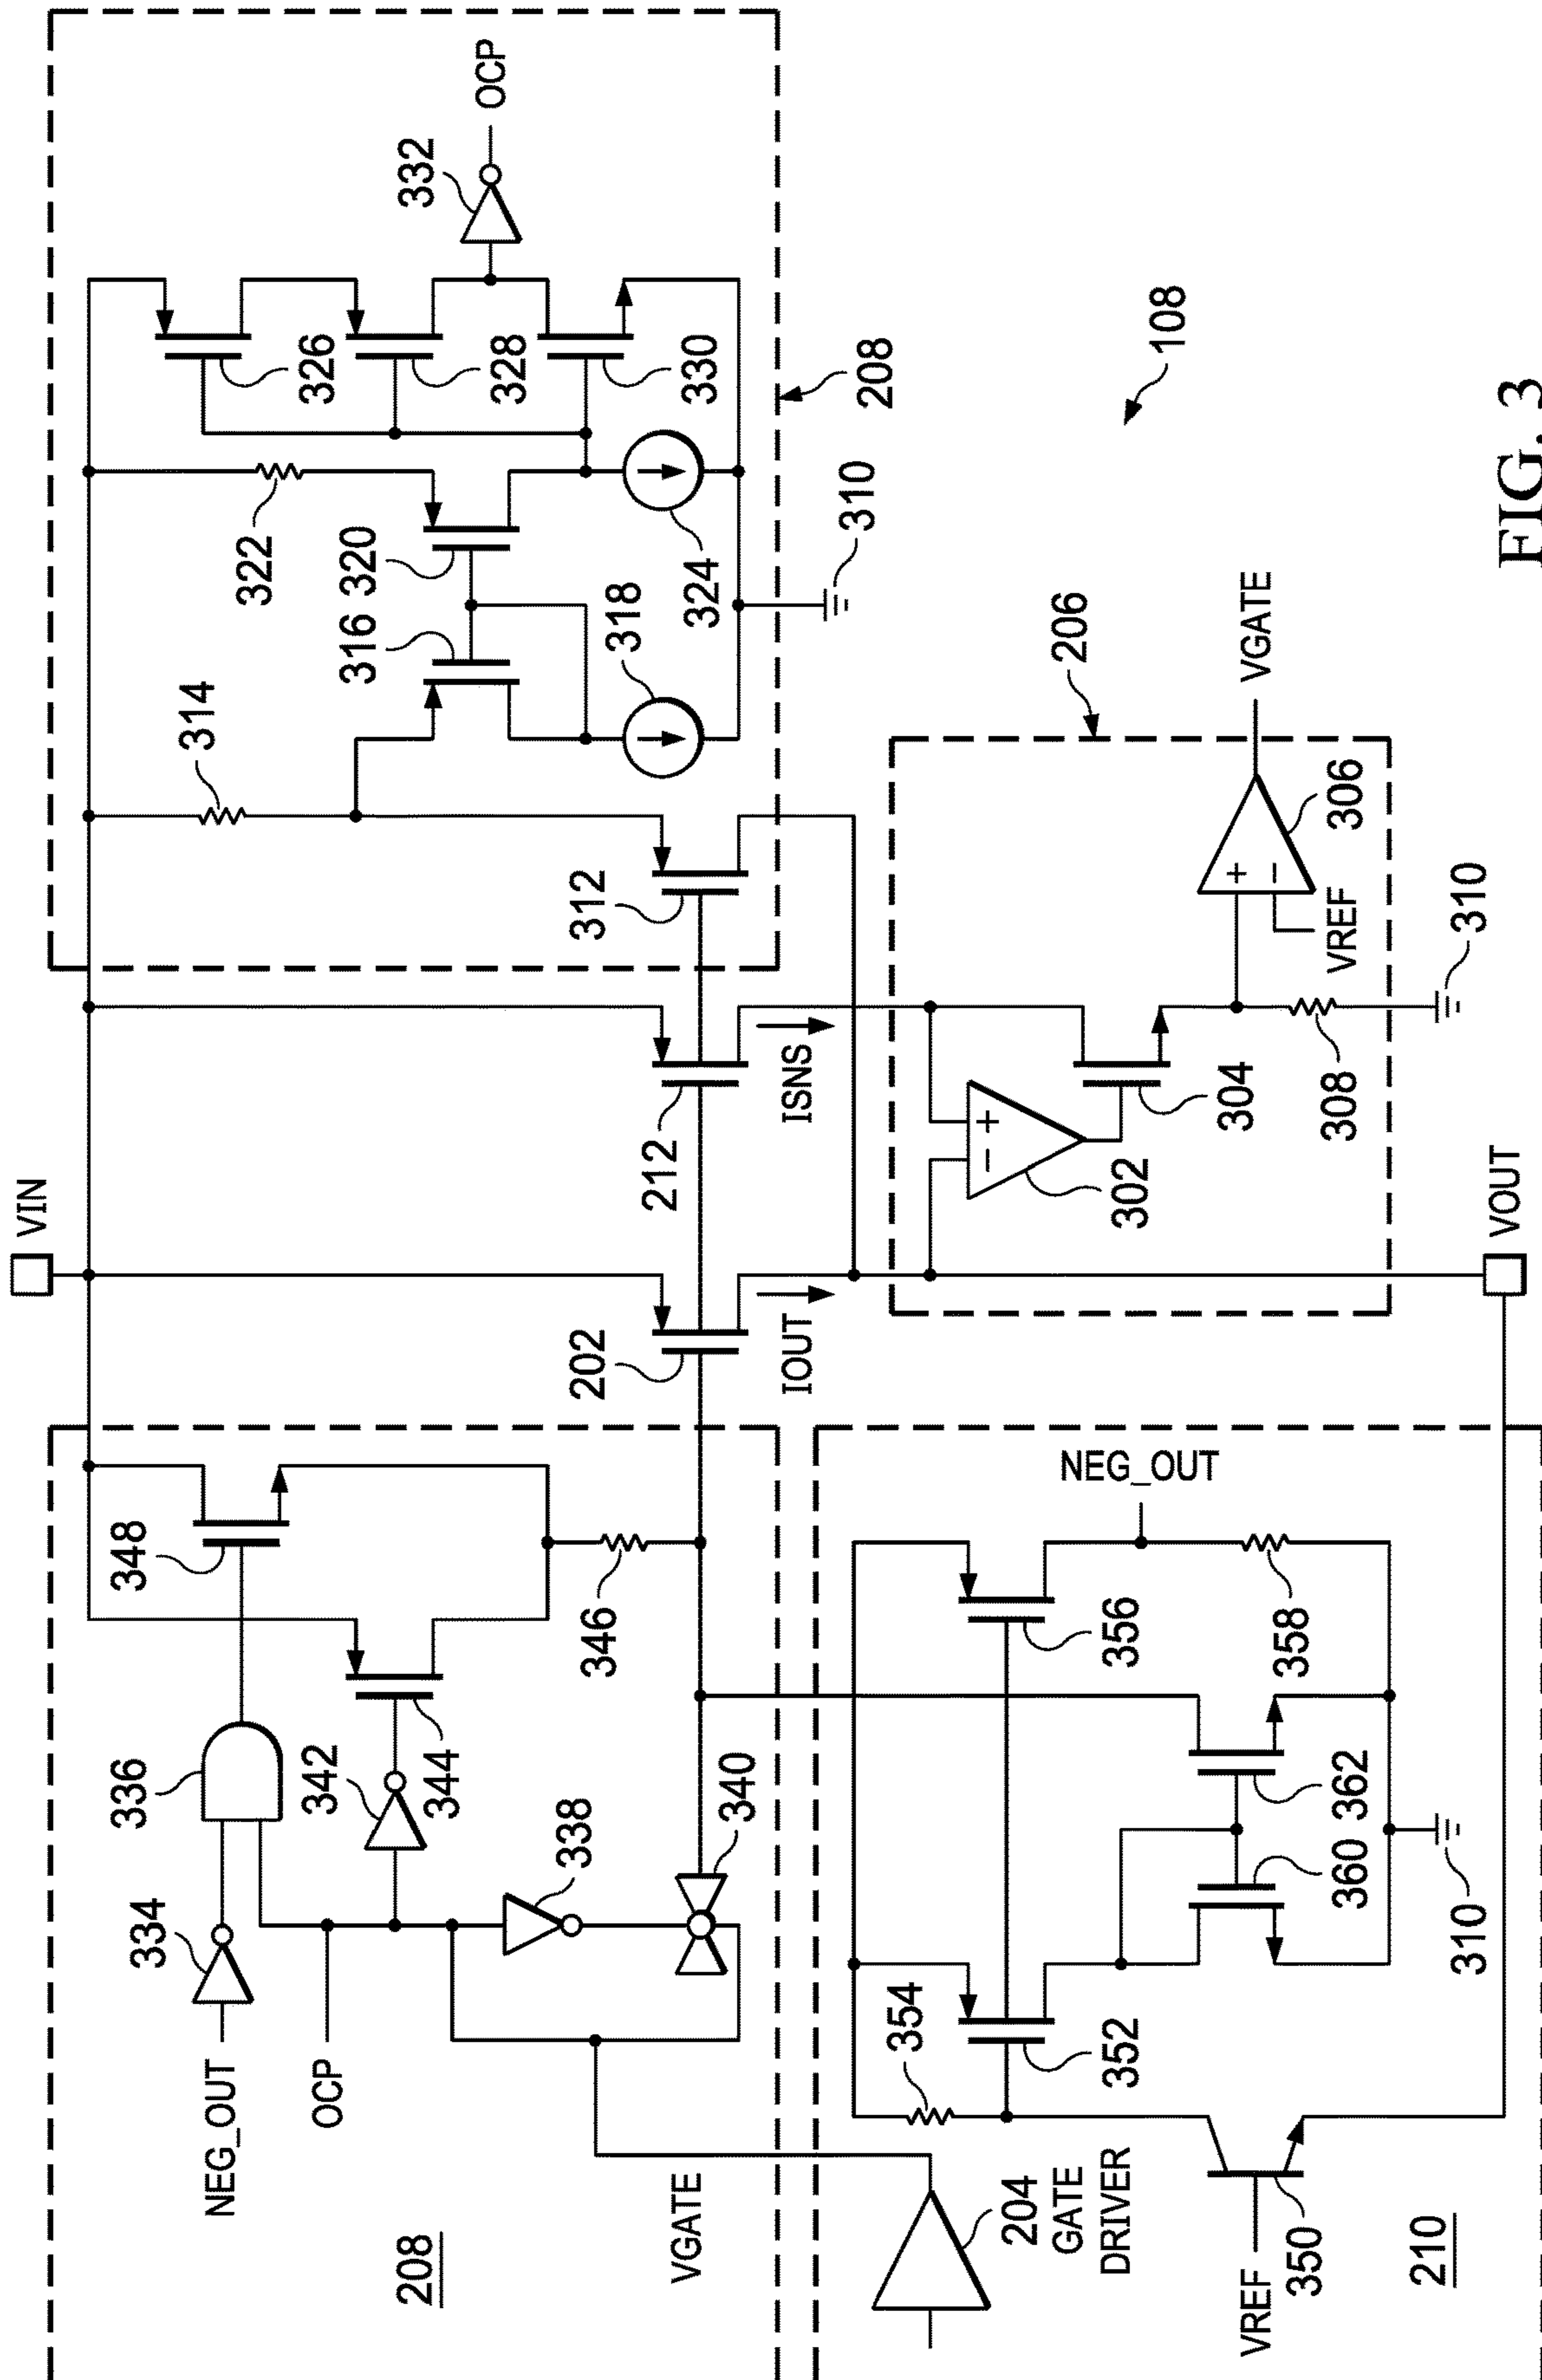 VIN
208
NEG_OUT
334
336
348
OCP
342
344
338
346
340
VGATE
202
IOUT
212
ISNS
312
314
316
318
320
322
324
326
328
330
332
OCP
208
310
204
GATE
DRIVER
354
352
356
NEG_OUT
358
360
362
310
VREF
350
210
206
302
304
306
VREF
308
310
VGATE
VOUT
108
FIG. 3